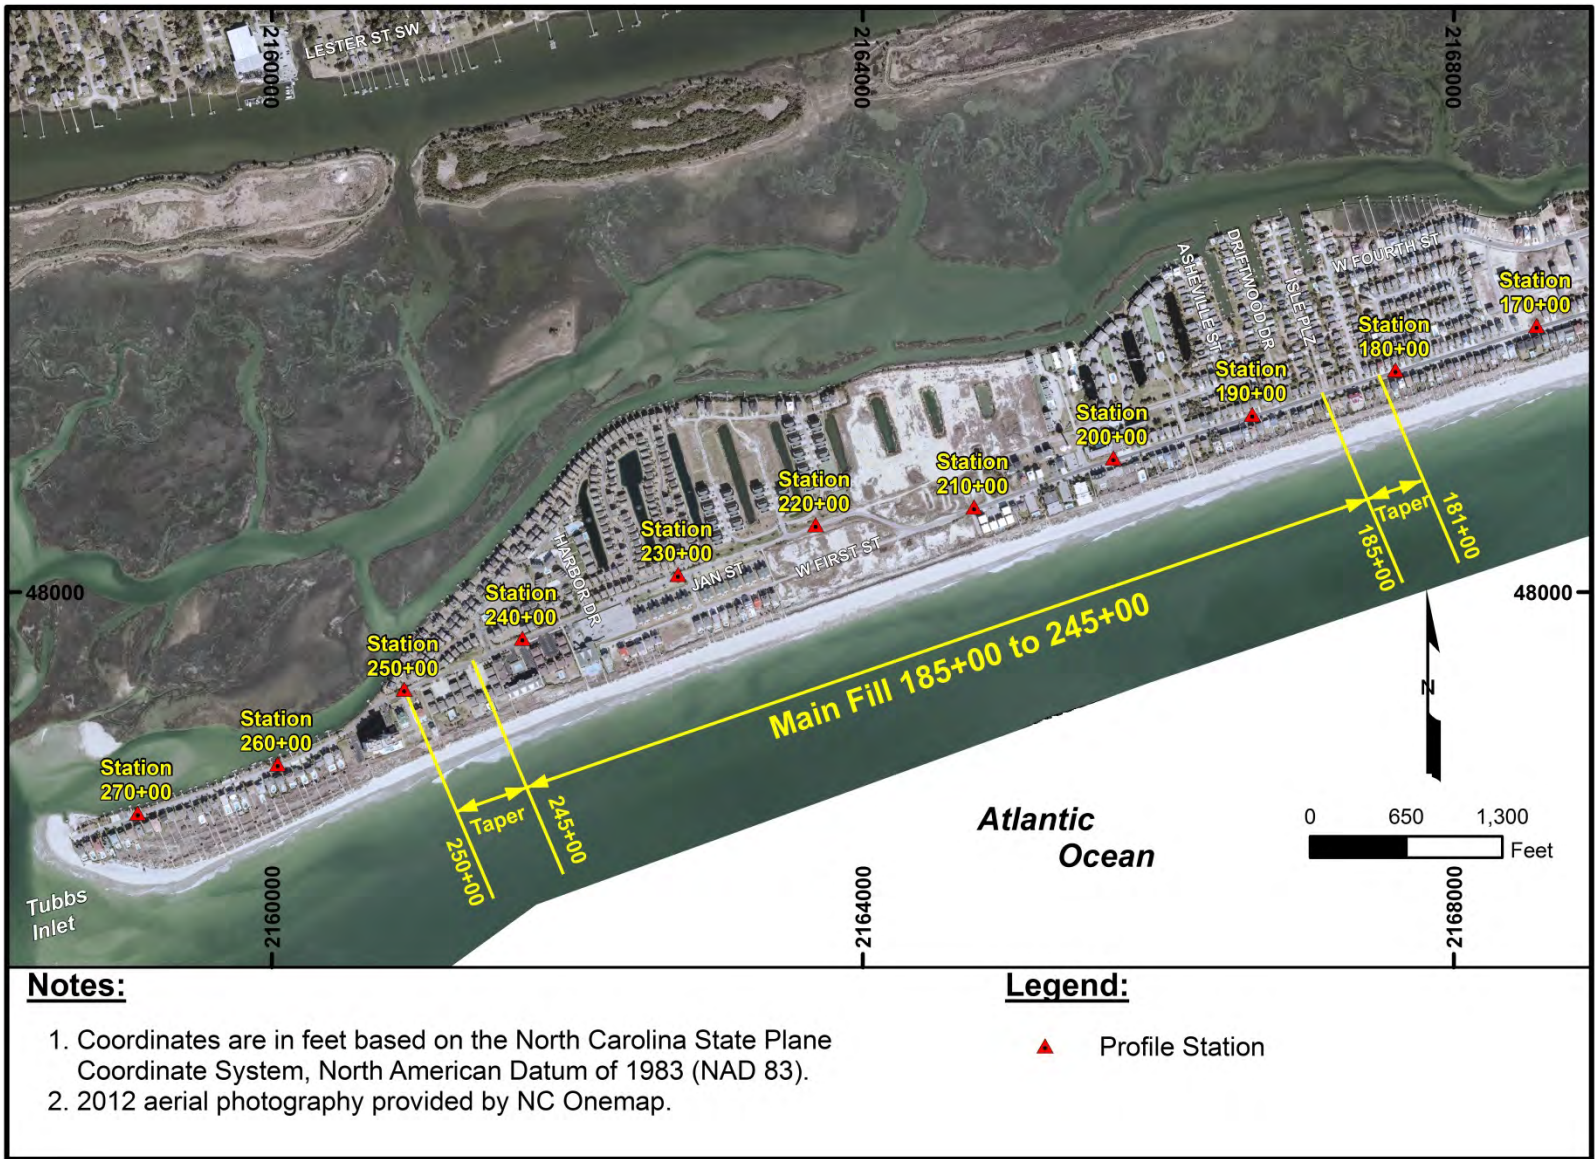 LESTER ST SW
2160000
2164000
2168000
ASHEVILLE ST
DRIFTWOOD DR
ISLE PLZ
W FOURTH ST
Station
170+00
Station
180+00
Station
190+00
Station
200+00
Station
210+00
Station
220+00
Station
230+00
HARBOR DR
JAN ST
W FIRST ST
Station
240+00
Station
250+00
Station
260+00
Station
270+00
48000
48000
Taper
181+00
185+00
Main Fill 185+00 to 245+00
Taper
245+00
250+00
N
Atlantic
Ocean
0 650 1,300
Feet
Tubbs
Inlet
2160000
2164000
2168000
Notes:
1. Coordinates are in feet based on the North Carolina State Plane
Coordinate System, North American Datum of 1983 (NAD 83).
2. 2012 aerial photography provided by NC Onemap.
Legend:
Profile Station